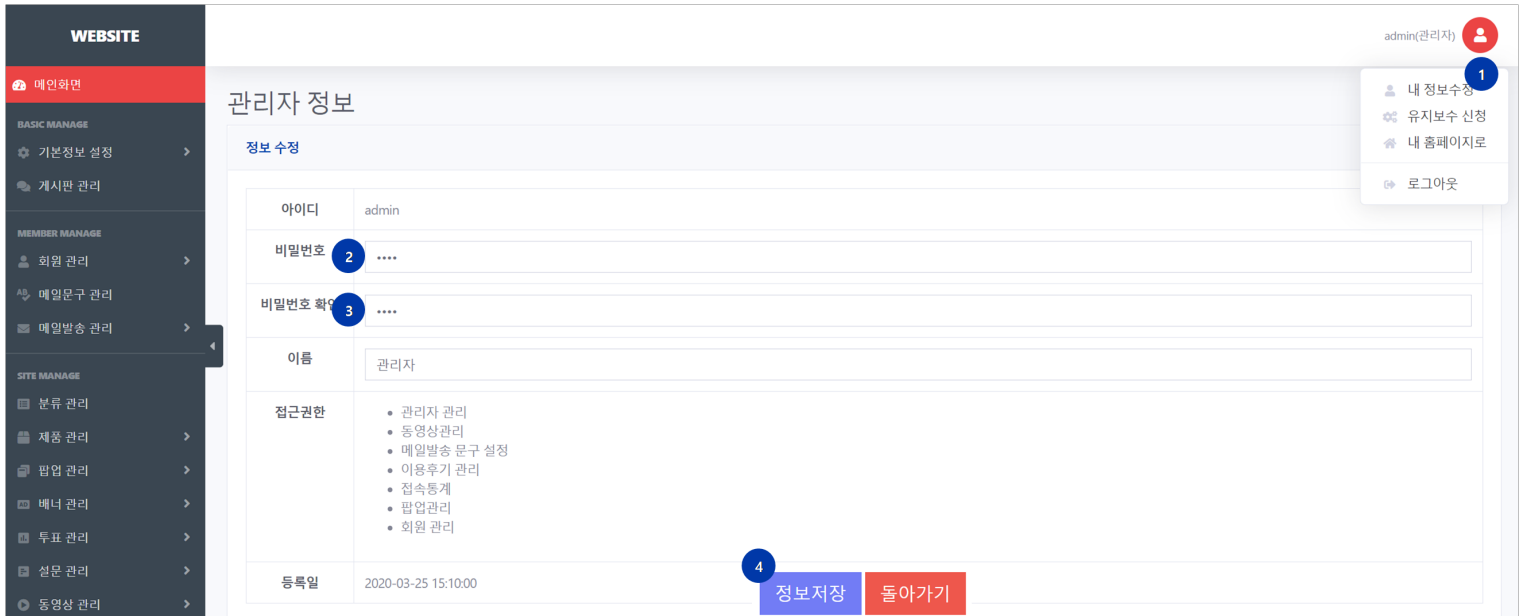 WEBSITE
admin(관리자)
1
내 정보수정
유지보수 신청
내 홈페이지로
로그아웃
메인화면
BASIC MANAGE
기본정보 설정
게시판 관리
MEMBER MANAGE
회원 관리
메일문구 관리
메일발송 관리
SITE MANAGE
분류 관리
제품 관리
팝업 관리
배너 관리
투표 관리
설문 관리
동영상 관리
관리자 정보
정보 수정
아이디 admin
비밀번호 2 ••••
비밀번호 확인 3 ••••
이름 관리자
접근권한
• 관리자 관리
• 동영상관리
• 메일발송 문구 설정
• 이용후기 관리
• 접속통계
• 팝업관리
• 회원 관리
등록일 2020-03-25 15:10:00
4
정보저장 돌아가기